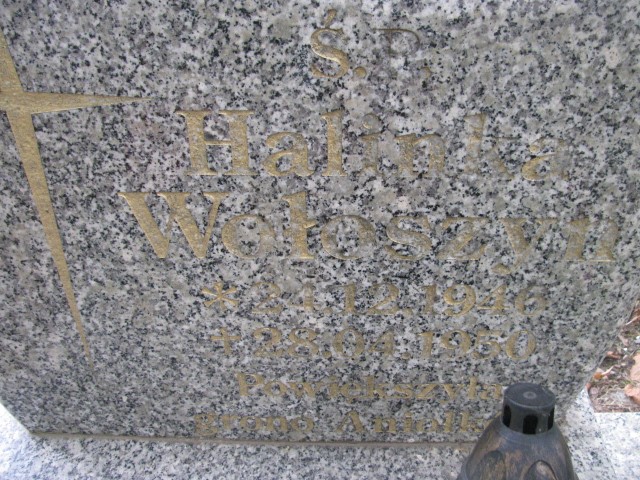 Ś.P.
Halinka
Wołoszyn
* 24.12.1946
+ 28.04.1950
Powiększyła
grono